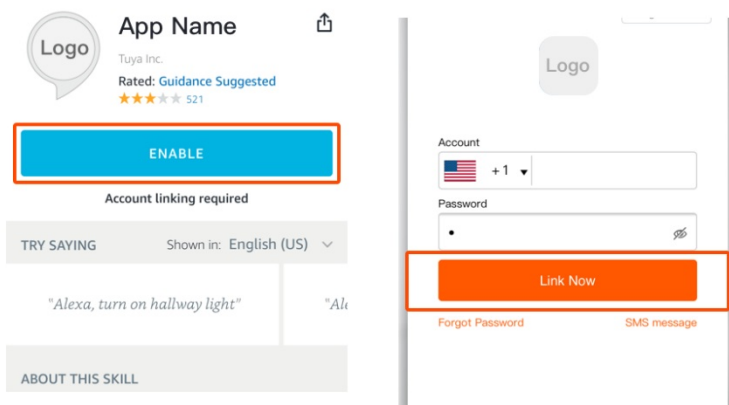 Logo
App Name
Tuya Inc.
Rated: Guidance Suggested
521
ENABLE
Account linking required
TRY SAYING
Shown in: English (US)
"Alexa, turn on hallway light"
ABOUT THIS SKILL
Logo
Account
+1
Password
Link Now
Forgot Password
SMS message